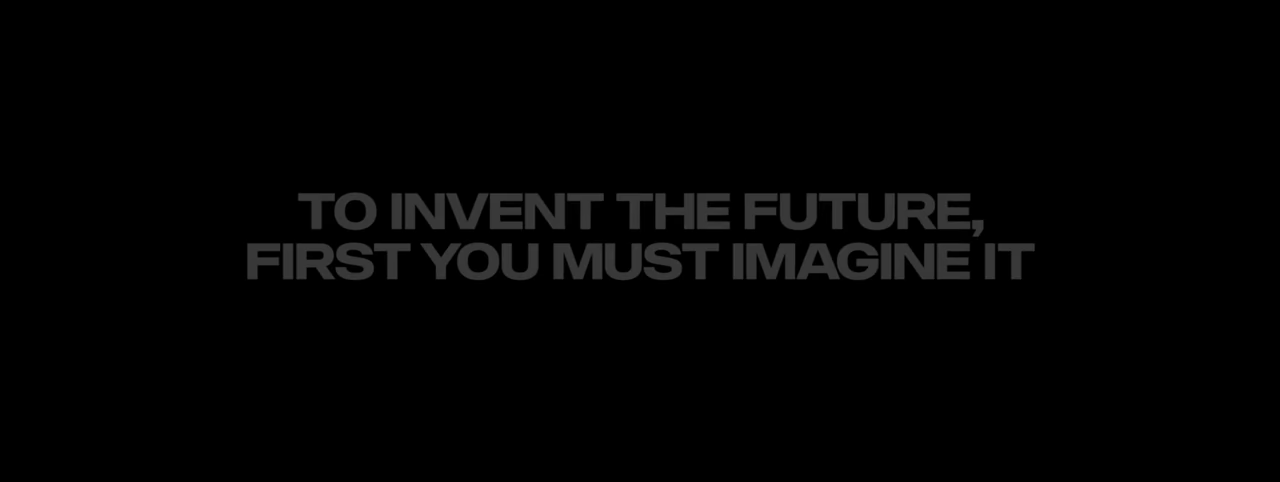 TO INVENT THE FUTURE,
FIRST YOU MUST IMAGINE IT